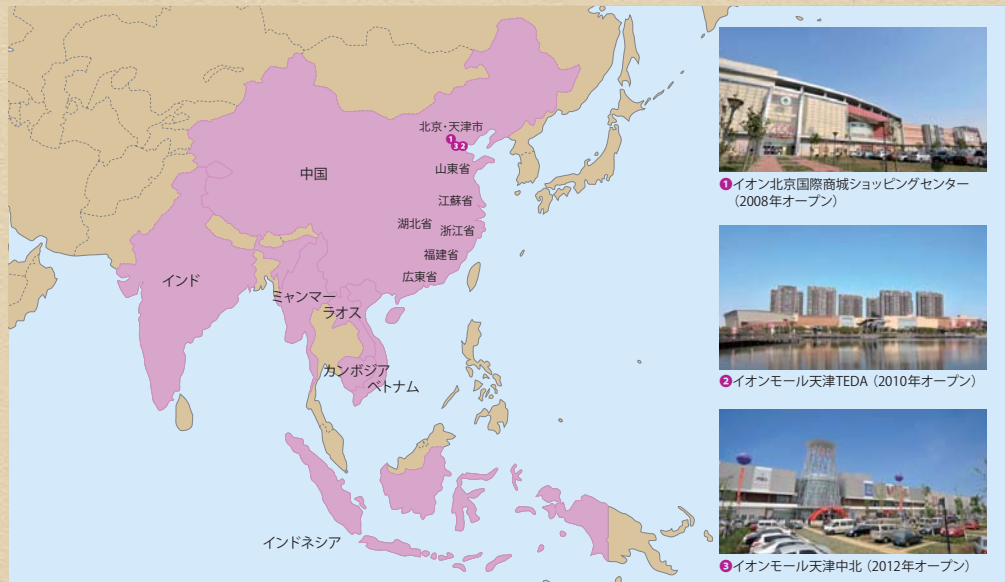 北京・天津市
❶
❸❷
中国
山東省
江蘇省
湖北省
浙江省
福建省
広東省
インド
ミャンマー
ラオス
カンボジア
ベトナム
インドネシア
❶イオン北京国際商城ショッピングセンター
(2008年オープン)
❷イオンモール天津TEDA(2010年オープン)
❸イオンモール天津中北(2012年オープン)